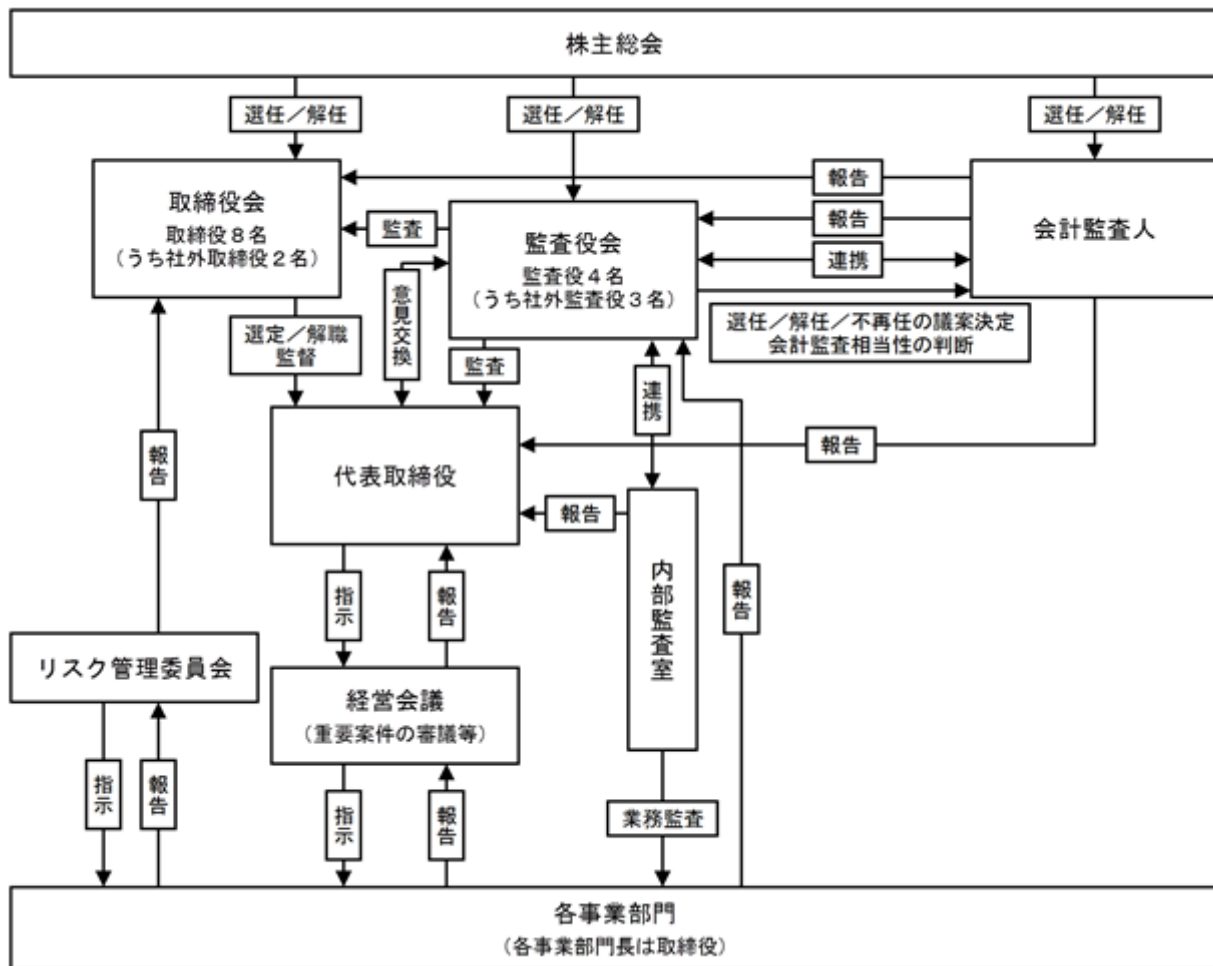 株主総会
選任／解任
選任／解任
選任／解任
取締役会
取締役８名
（うち社外取締役２名）
監査
監査役会
監査役４名
（うち社外監査役３名）
報告
報告
連携
会計監査人
選任／解任／不再任の議案決定
会計監査相当性の判断
選定／解職
監督
意見交換
監査
連携
報告
報告
代表取締役
報告
内部監査室
報告
指示
報告
リスク管理委員会
経営会議
（重要案件の審議等）
指示
報告
指示
報告
業務監査
各事業部門
（各事業部門長は取締役）